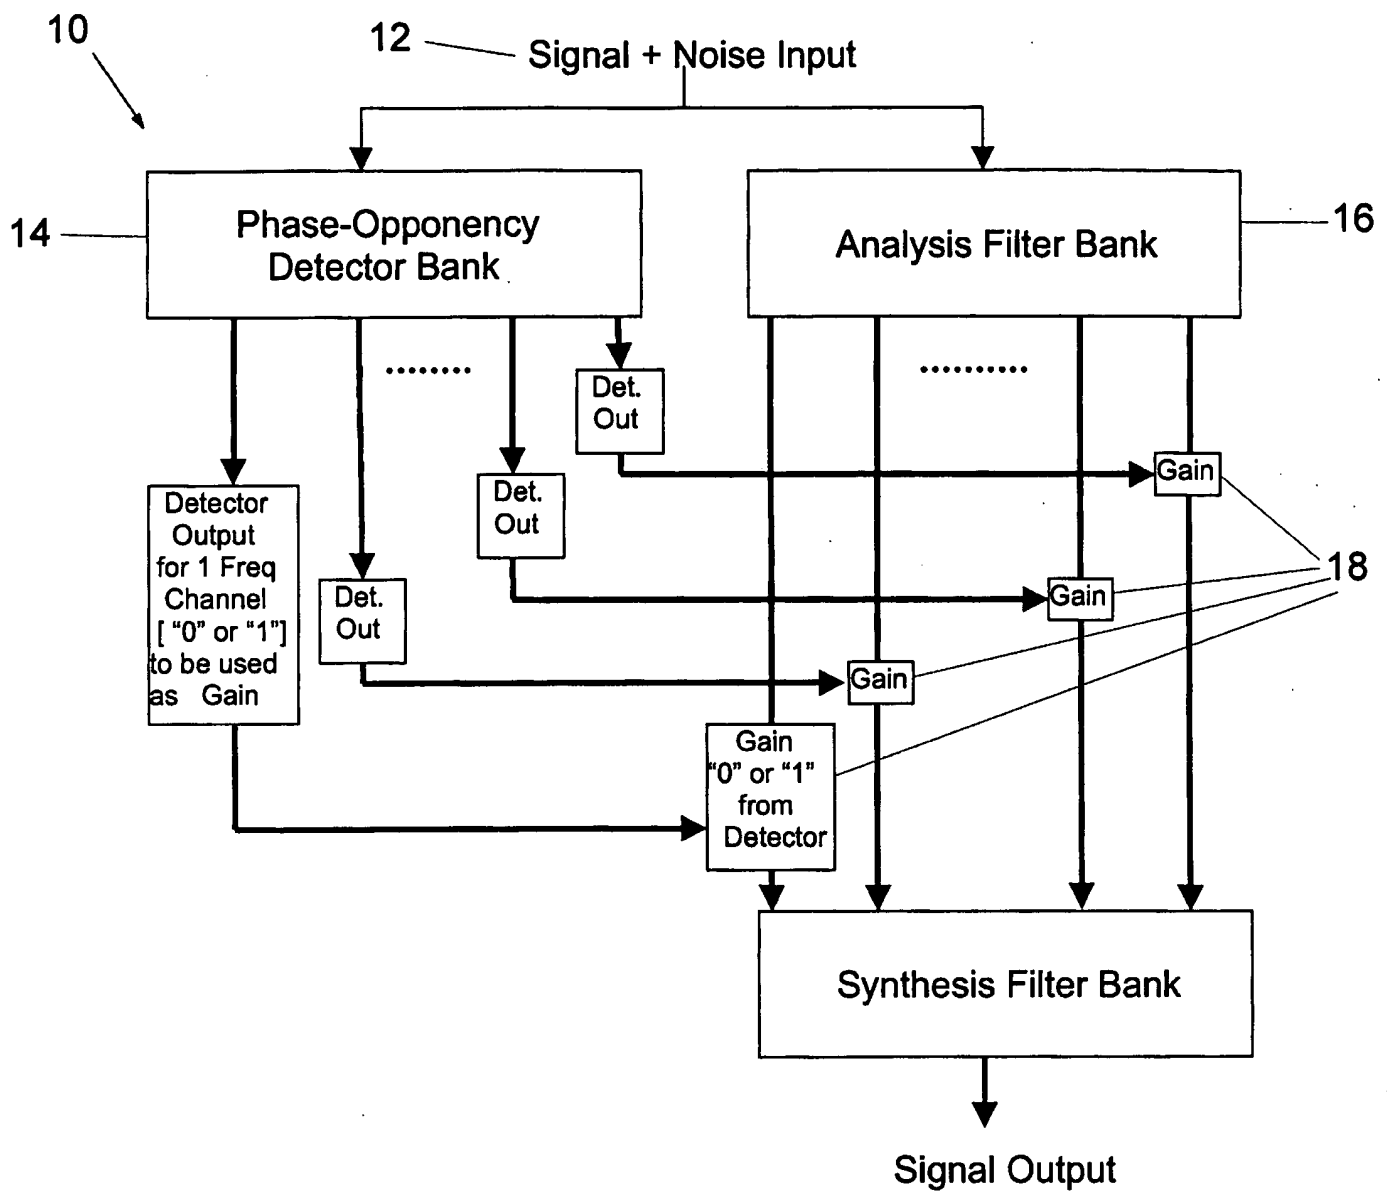 10
12
Signal + Noise Input
14
Phase-Opponency
Detector Bank
Analysis Filter Bank
16
Det.
Out
Gain
Det.
Out
Detector
Output
for 1 Freq
Channel
[ “0” or “1”]
to be used
as Gain
18
Det.
Out
Gain
Gain
Gain
“0” or “1”
from
Detector
Synthesis Filter Bank
Signal Output